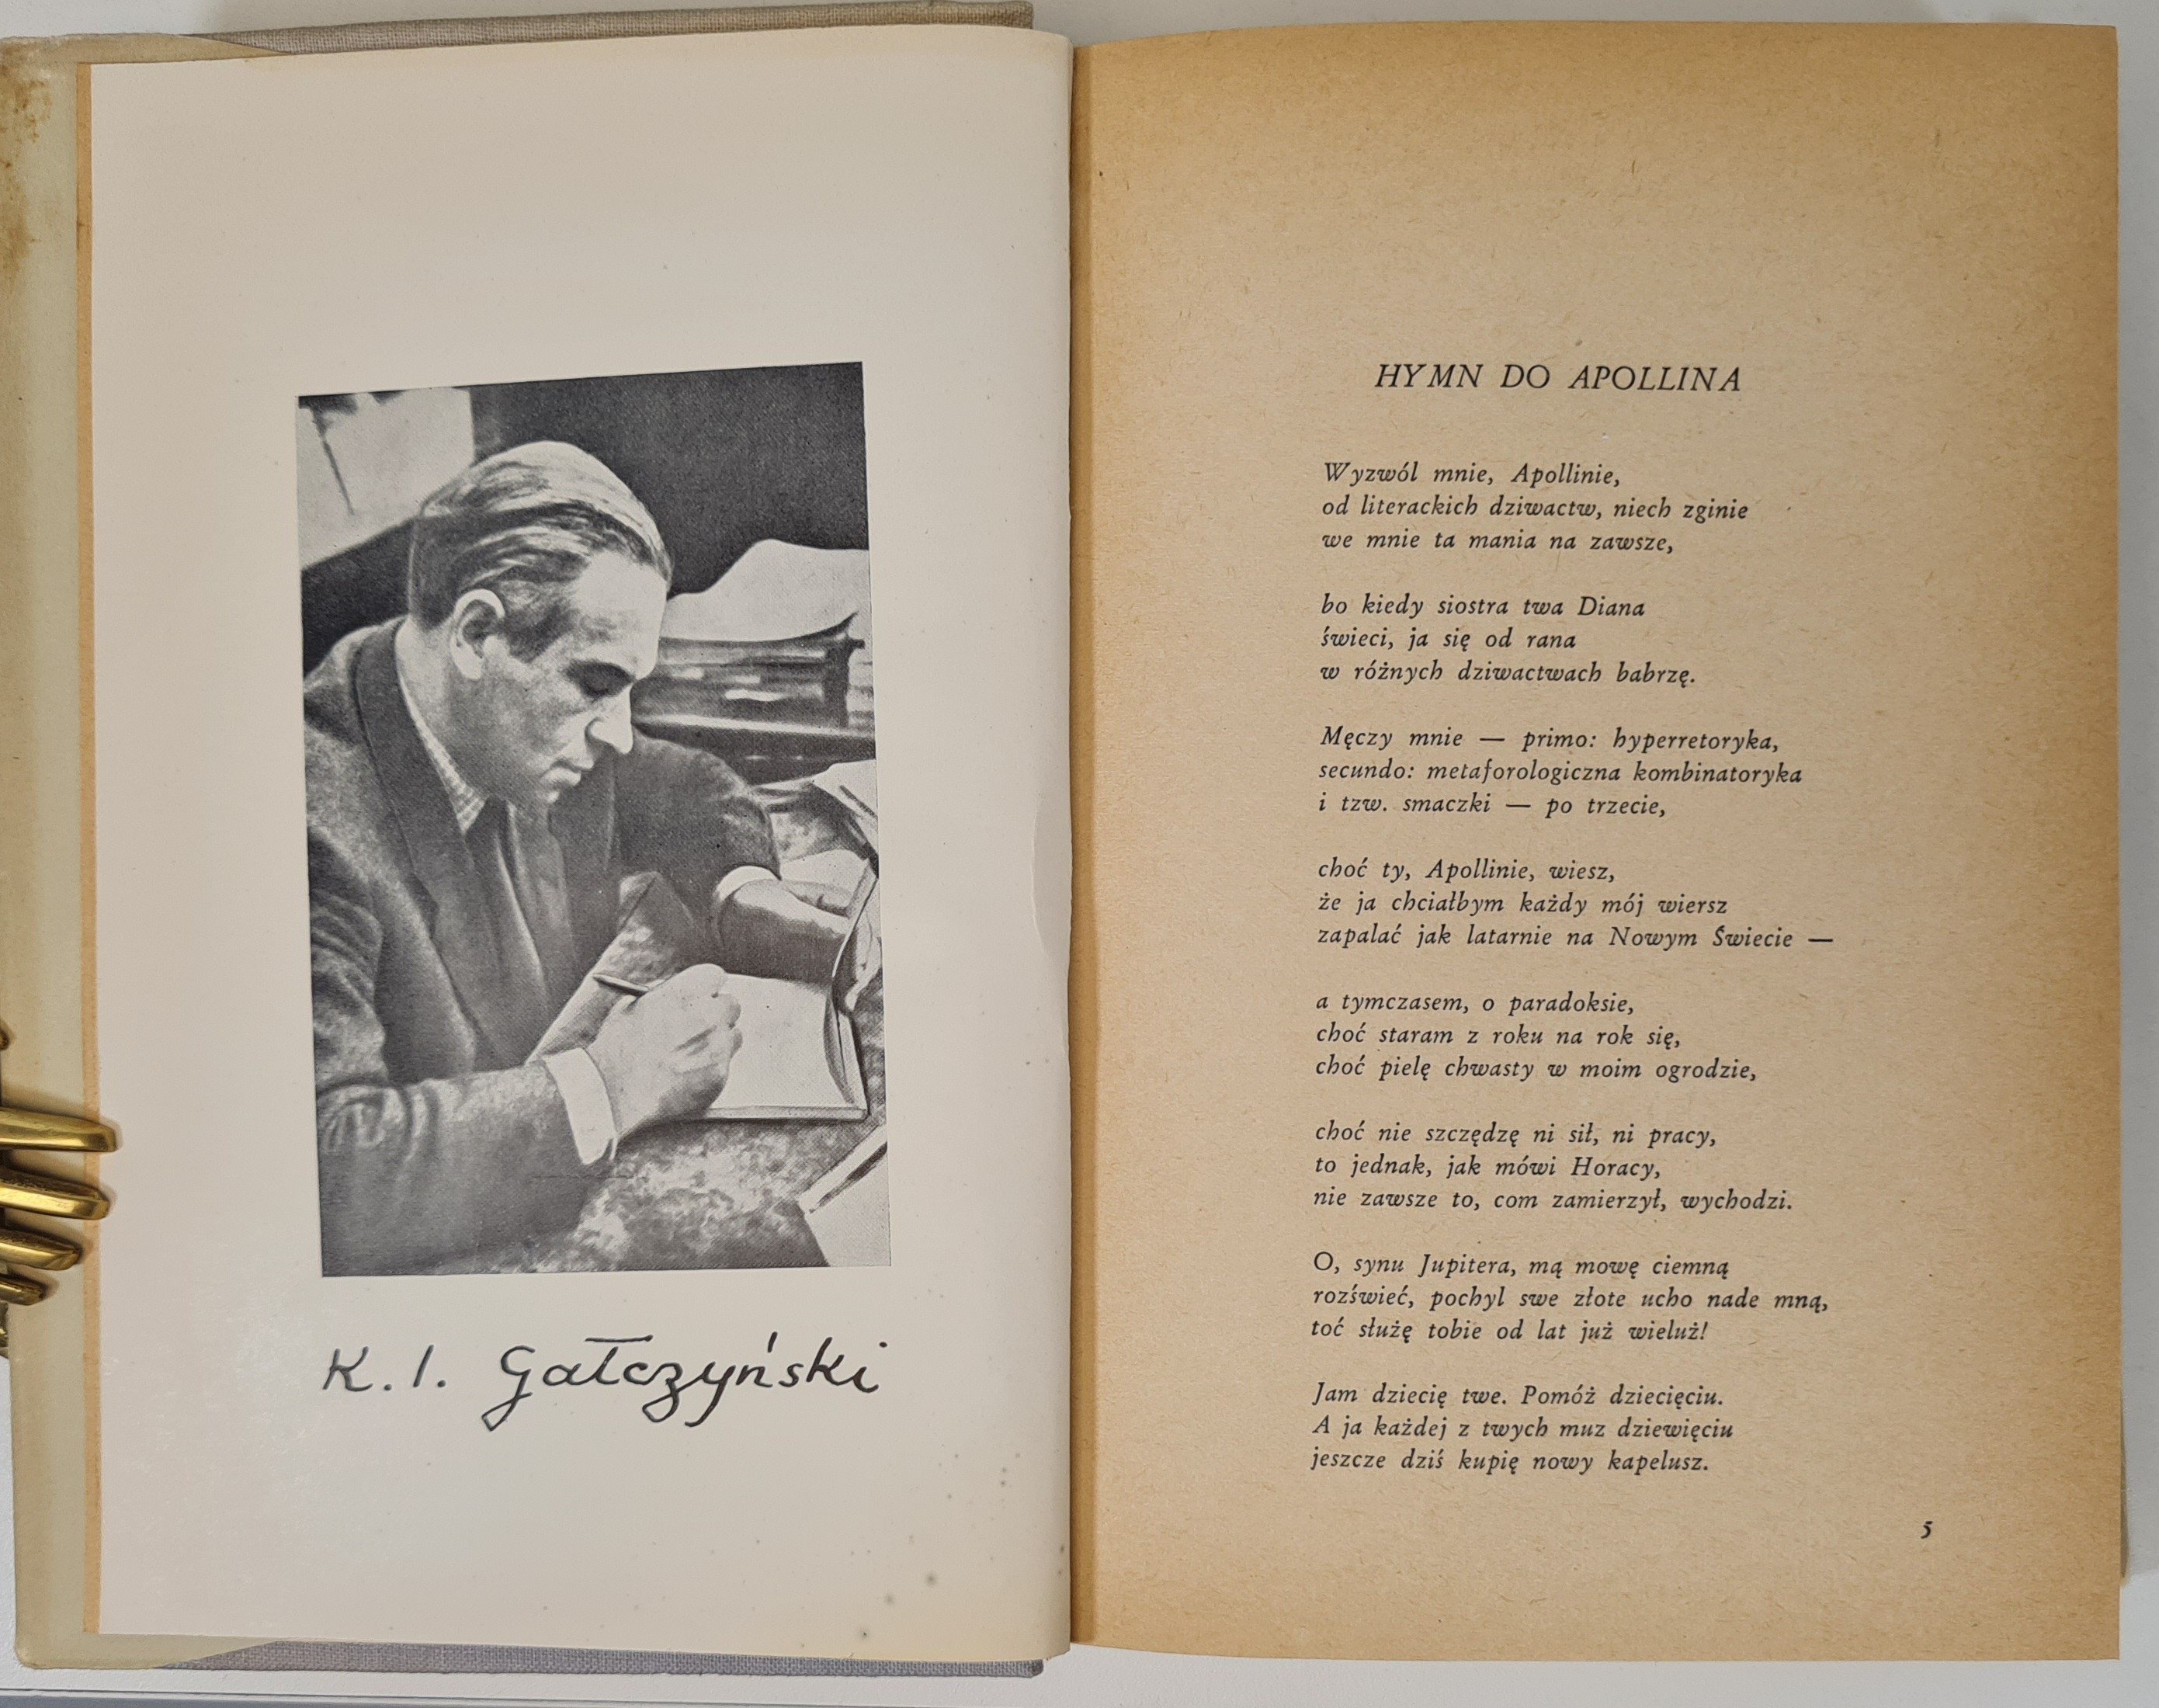 K. I. Gałczyński
HYMN DO APOLLINA
Wyzwól mnie, Apollinie,
od literackich dziwactw, niech zginie
we mnie ta mania na zawsze,
bo kiedy siostra twa Diana
świeci, ja się od rana
w różnych dziwactwach babrzę.
Męczy mnie — primo: hyperretoryka,
secundo: metaforologiczna kombinatoryka
i tzw. smaczki — po trzecie,
choć ty, Apollinie, wiesz,
że ja chciałbym każdy mój wiersz
zapalać jak latarnie na Nowym Świecie —
a tymczasem, o paradoksie,
choć staram z roku na rok się,
choć pielę chwasty w moim ogrodzie,
choć nie szczędzę ni sił, ni pracy,
to jednak, jak mówi Horacy,
nie zawsze to, com zamierzył, wychodzi.
O, synu Jupitera, mą mowę ciemną
rozświeć, pochyl swe złote ucho nade mną,
toć służę tobie od lat już wieluż!
Jam dziecię twe. Pomóż dziecięciu.
A ja każdej z twych muz dziewięciu
jeszcze dziś kupię nowy kapelusz.
5